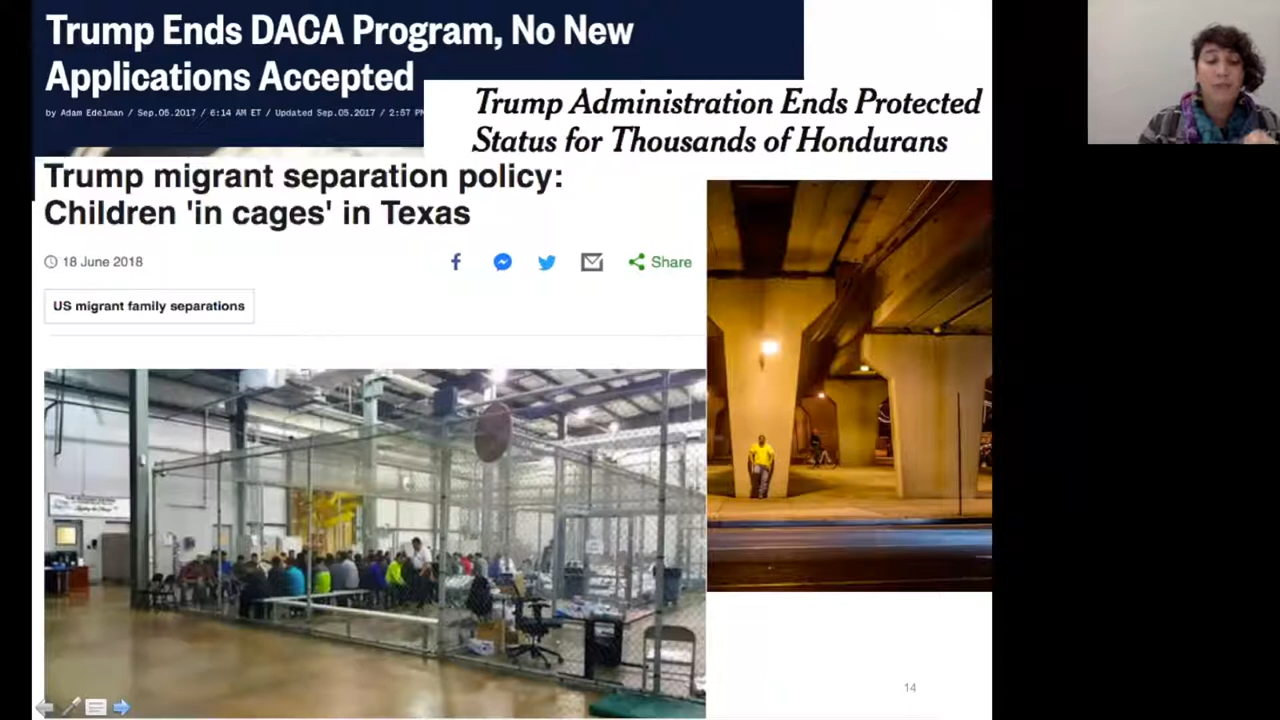 Trump Ends DACA Program, No New
Applications Accepted
by Adam Edelman / Sep.05.2017 / 6:14 AM ET / Updated Sep.05.2017 / 2:57
Trump Administration Ends Protected
Status for Thousands of Hondurans
Trump migrant separation policy:
Children 'in cages' in Texas
18 June 2018
Share
US migrant family separations
14